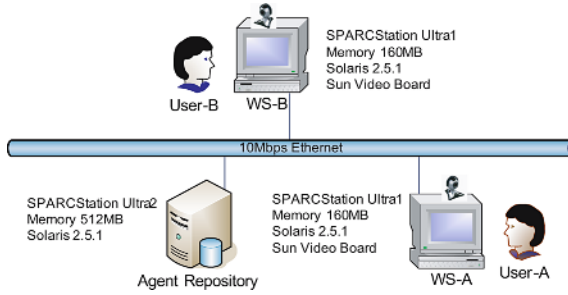 SPARCStation Ultra1
Memory 160MB
Solaris 2.5.1
Sun Video Board
User-B
WS-B
10Mbps Ethernet
SPARCStation Ultra2
Memory 512MB
Solaris 2.5.1
Agent Repository
SPARCStation Ultra1
Memory 160MB
Solaris 2.5.1
Sun Video Board
WS-A
User-A